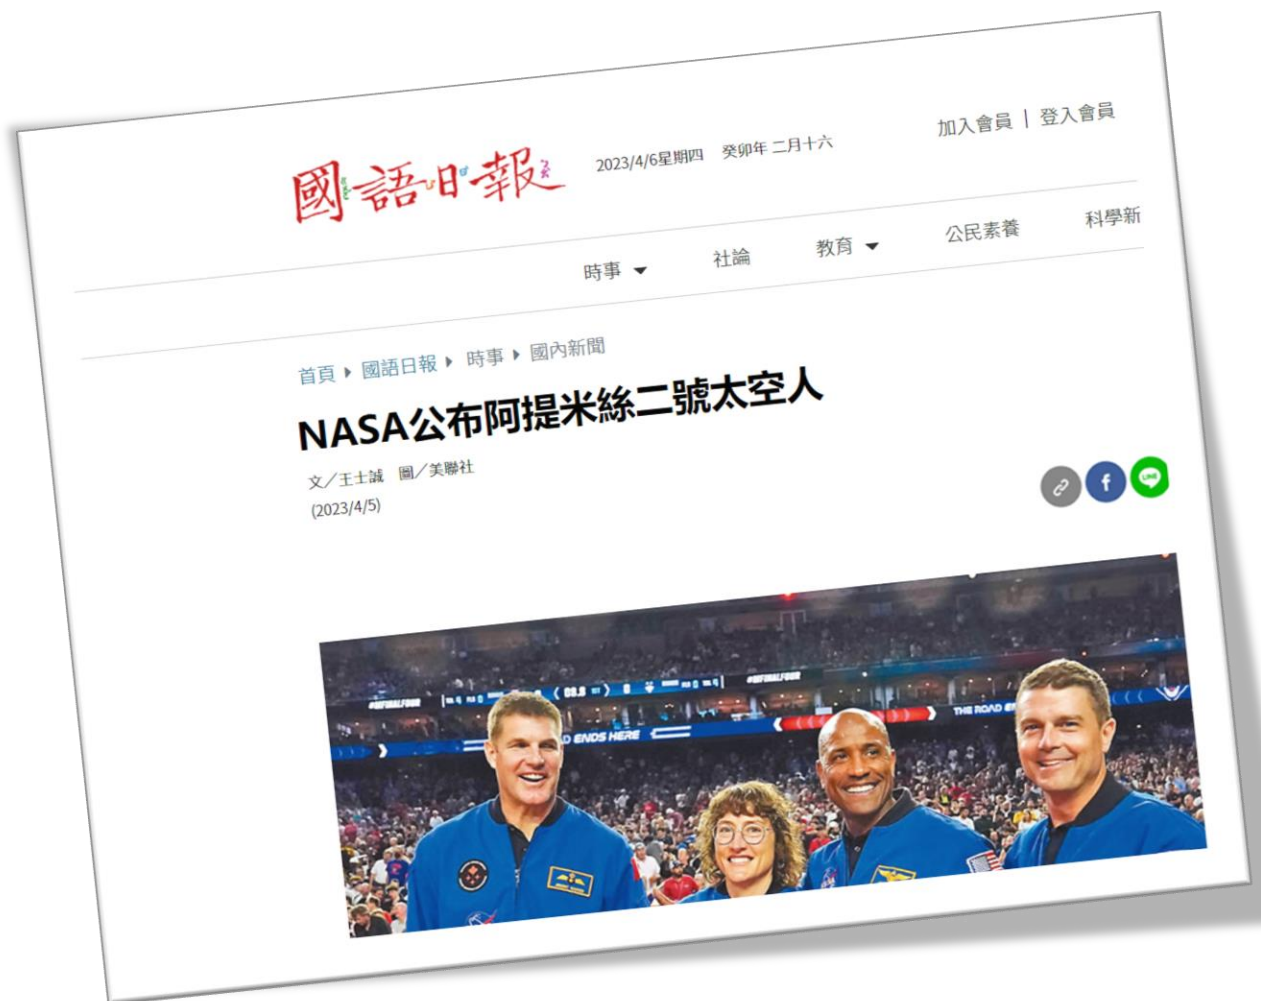 國語日報
2023/4/6星期四 癸卯年 二月十六
加入會員 | 登入會員
時事 社論 教育 公民素養 科學新
首頁 國語日報 時事 國內新聞
NASA公布阿提米絲二號太空人
文／王士誠 圖／美聯社
(2023/4/5)
LINE
#MFINALFOUR
#MFINALFOUR
D ENDS HERE
THE ROAD